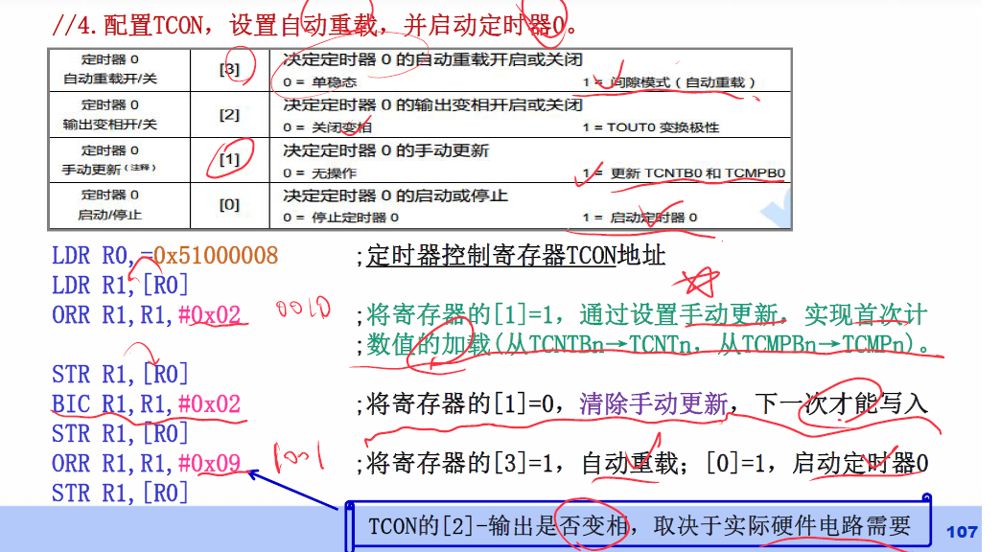 //4.配置TCON，设置自动重载，并启动定时器0。
定时器 0
自动重载开/关
[3]
决定定时器 0 的自动重载开启或关闭
0 = 单稳态 1 = 间隙模式（自动重载）
定时器 0
输出变相开/关
[2]
决定定时器 0 的输出变相开启或关闭
0 = 关闭变相 1 = TOUT0 变换极性
定时器 0
手动更新（注释）
[1]
决定定时器 0 的手动更新
0 = 无操作 1 = 更新 TCNTB0 和 TCMPB0
定时器 0
启动/停止
[0]
决定定时器 0 的启动或停止
0 = 停止定时器 0 1 = 启动定时器 0
LDR R0,=0x51000008 ;定时器控制寄存器TCON地址
LDR R1,[R0]
ORR R1,R1,#0x02 0010 ;将寄存器的[1]=1，通过设置手动更新，实现首次计
;数值的加载(从TCNTBn→TCNTn，从TCMPBn→TCMPn)。
STR R1,[R0]
BIC R1,R1,#0x02 ;将寄存器的[1]=0，清除手动更新，下一次才能写入
STR R1,[R0]
ORR R1,R1,#0x09 1001 ;将寄存器的[3]=1，自动重载；[0]=1，启动定时器0
STR R1,[R0]
TCON的[2]-输出是否变相，取决于实际硬件电路需要
107